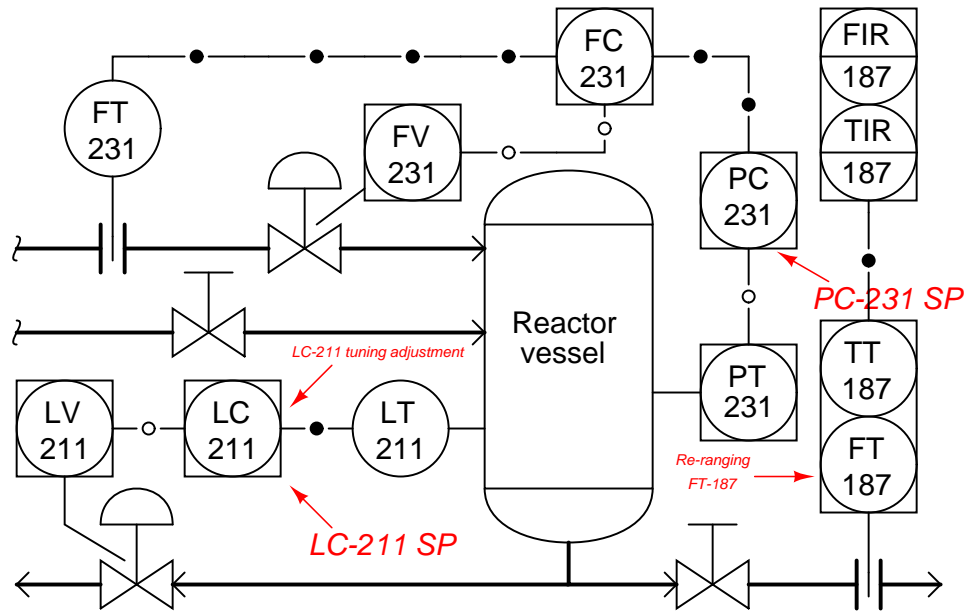 FC
231
FIR
187
TIR
187
FT
231
FV
231
PC
231
PC-231 SP
Reactor
vessel
LC-211 tuning adjustment
TT
187
PT
231
LV
211
LC
211
LT
211
FT
187
Re-ranging
FT-187
LC-211 SP